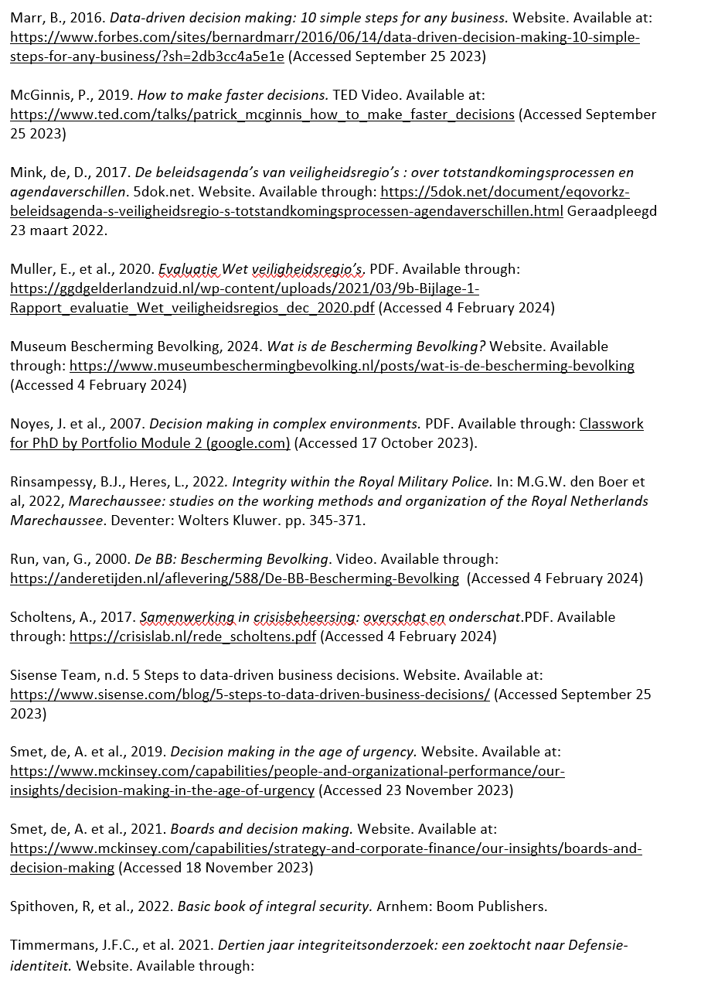 Marr, B., 2016. Data-driven decision making: 10 simple steps for any business. Website. Available at:
https://www.forbes.com/sites/bernardmarr/2016/06/14/data-driven-decision-making-10-simple-
steps-for-any-business/?sh=2db3cc4a5e1e (Accessed September 25 2023)
McGinnis, P., 2019. How to make faster decisions. TED Video. Available at:
https://www.ted.com/talks/patrick_mcginnis_how_to_make_faster_decisions (Accessed September
25 2023)
Mink, de, D., 2017. De beleidsagenda’s van veiligheidsregio’s : over totstandkomingsprocessen en
agendaverschillen. 5dok.net. Website. Available through: https://5dok.net/document/eqovorkz-
beleidsagenda-s-veiligheidsregio-s-totstandkomingsprocessen-agendaverschillen.html Geraadpleegd
23 maart 2022.
Muller, E., et al., 2020. Evaluatie Wet veiligheidsregio’s. PDF. Available through:
https://ggdgelderlandzuid.nl/wp-content/uploads/2021/03/9b-Bijlage-1-
Rapport_evaluatie_Wet_veiligheidsregios_dec_2020.pdf (Accessed 4 February 2024)
Museum Bescherming Bevolking, 2024. Wat is de Bescherming Bevolking? Website. Available
through: https://www.museumbeschermingbevolking.nl/posts/wat-is-de-bescherming-bevolking
(Accessed 4 February 2024)
Noyes, J. et al., 2007. Decision making in complex environments. PDF. Available through: Classwork
for PhD by Portfolio Module 2 (google.com) (Accessed 17 October 2023).
Rinsampessy, B.J., Heres, L., 2022. Integrity within the Royal Military Police. In: M.G.W. den Boer et
al, 2022, Marechaussee: studies on the working methods and organization of the Royal Netherlands
Marechaussee. Deventer: Wolters Kluwer. pp. 345-371.
Run, van, G., 2000. De BB: Bescherming Bevolking. Video. Available through:
https://anderetijden.nl/aflevering/588/De-BB-Bescherming-Bevolking (Accessed 4 February 2024)
Scholtens, A., 2017. Samenwerking in crisisbeheersing: overschat en onderschat.PDF. Available
through: https://crisislab.nl/rede_scholtens.pdf (Accessed 4 February 2024)
Sisense Team, n.d. 5 Steps to data-driven business decisions. Website. Available at:
https://www.sisense.com/blog/5-steps-to-data-driven-business-decisions/ (Accessed September 25
2023)
Smet, de, A. et al., 2019. Decision making in the age of urgency. Website. Available at:
https://www.mckinsey.com/capabilities/people-and-organizational-performance/our-
insights/decision-making-in-the-age-of-urgency (Accessed 23 November 2023)
Smet, de, A. et al., 2021. Boards and decision making. Website. Available at:
https://www.mckinsey.com/capabilities/strategy-and-corporate-finance/our-insights/boards-and-
decision-making (Accessed 18 November 2023)
Spithoven, R, et al., 2022. Basic book of integral security. Arnhem: Boom Publishers.
Timmermans, J.F.C., et al. 2021. Dertien jaar integriteitsonderzoek: een zoektocht naar Defensie-
identiteit. Website. Available through: